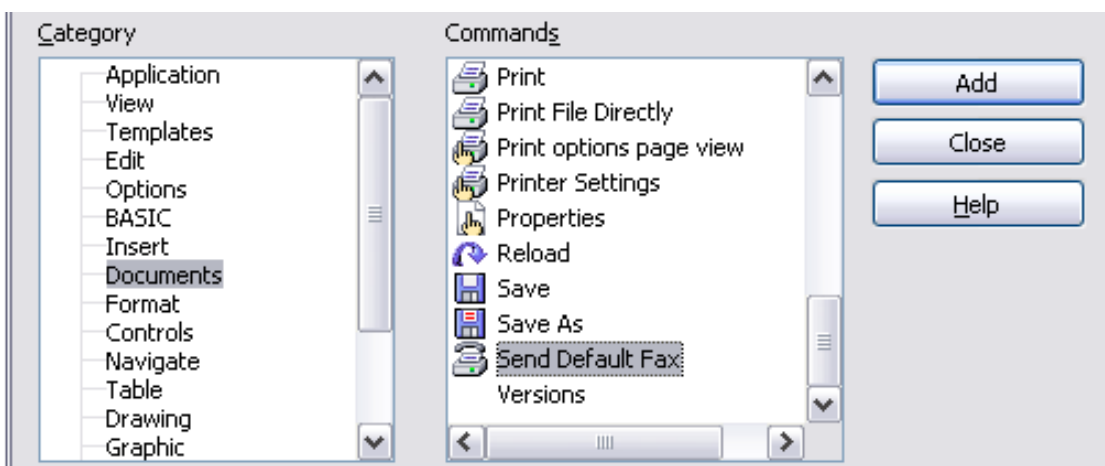 Category
Application
View
Templates
Edit
Options
BASIC
Insert
Documents
Format
Controls
Navigate
Table
Drawing
Graphic
Commands
Print
Print File Directly
Print options page view
Printer Settings
Properties
Reload
Save
Save As
Send Default Fax
Versions
Add
Close
Help